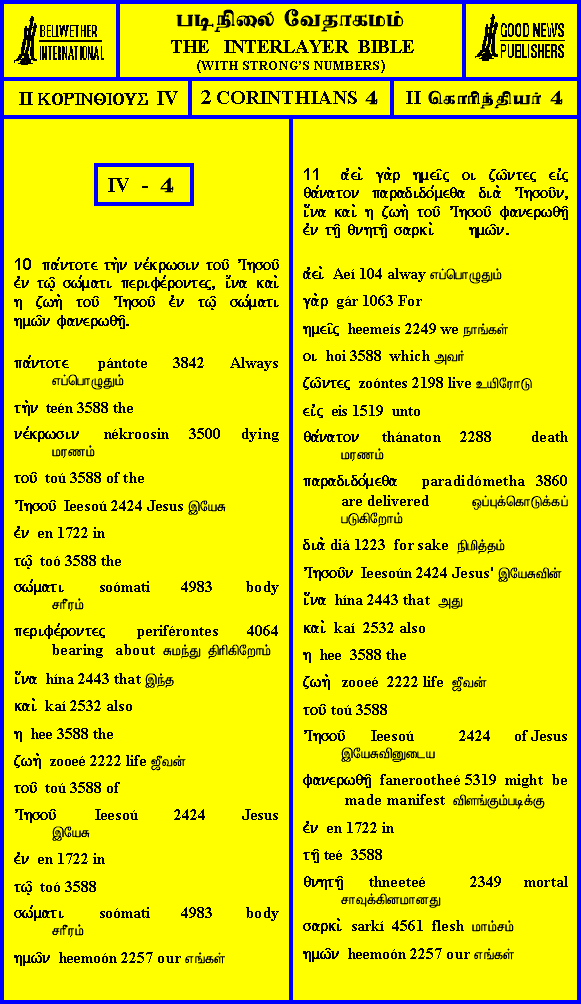 BELIWETHER
INTERNATIONAL
படிநிலை வேதாகமம்
THE INTERLAYER BIBLE
(WITH STRONG'S NUMBERS)
GOOD NEWS
PUBLISHERS
II ΚΟΡΙΝΘΙΟΥΣ IV
2 CORINTHIANS 4
II கொரிந்தியர் 4
IV - 4
10 πάντοτε τὴν νέκρωσιν τοῦ Ἰησοῦ
ἐν τῷ σώματι περιφέροντες, ἵνα καὶ
η ζωὴ τοῦ Ἰησοῦ ἐν τῷ σώματι
ημῶν φανερωθῇ.
πάντοτε pántote 3842 Always
எப்பொழுதும்
τὴν teén 3588 the
νέκρωσιν nékroosin 3500 dying
மரணம்
τοῦ toú 3588 of the
Ἰησοῦ Ieesoú 2424 Jesus இயேசு
ἐν en 1722 in
τῷ toó 3588 the
σώματι soómati 4983 body
சரீரம்
περιφέροντες periférontes 4064
bearing about சுமந்து திரிகிறோம்
ἵνα hína 2443 that இந்த
καὶ kaí 2532 also
η hee 3588 the
ζωὴ zooeé 2222 life ஜீவன்
τοῦ toú 3588 of
Ἰησοῦ Ieesoú 2424 Jesus
இயேசு
ἐν en 1722 in
τῷ toó 3588
σώματι soómati 4983 body
சரீரம்
ημῶν heemoón 2257 our எங்கள்
11 ἀεὶ γὰρ ημεῖς οι ζῶντες εἰς
θάνατον παραδιδόμεθα διὰ Ἰησοῦν,
ἵνα καὶ η ζωὴ τοῦ Ἰησοῦ φανερωθῇ
ἐν τῇ θνητῇ σαρκὶ ημῶν.
ἀεὶ Aeí 104 alway எப்பொழுதும்
γὰρ gár 1063 For
ημεῖς heemeís 2249 we நாங்கள்
οι hoi 3588 which அவர்
ζῶντες zoóntes 2198 live உயிரோடு
εἰς eis 1519 unto
θάνατον thánaton 2288 death
மரணம்
παραδιδόμεθα paradidómetha 3860
are delivered ஒப்புக்கொடுக்கப்
படுகிறோம்
διὰ diá 1223 for sake நிமித்தம்
Ἰησοῦν Ieesoún 2424 Jesus' இயேசுவின்
ἵνα hína 2443 that அது
καὶ kaí 2532 also
η hee 3588 the
ζωὴ zooeé 2222 life ஜீவன்
τοῦ toú 3588
Ἰησοῦ Ieesoú 2424 of Jesus
இயேசுவினுடைய
φανερωθῇ faneerotheé 5319 might be
made manifest விளங்கும்படிக்கு
ἐν en 1722 in
τῇ teé 3588
θνητῇ thneeteé 2349 mortal
சாவுக்கினமானது
σαρκὶ sarkí 4561 flesh மாம்சம்
ημῶν heemoón 2257 our எங்கள்